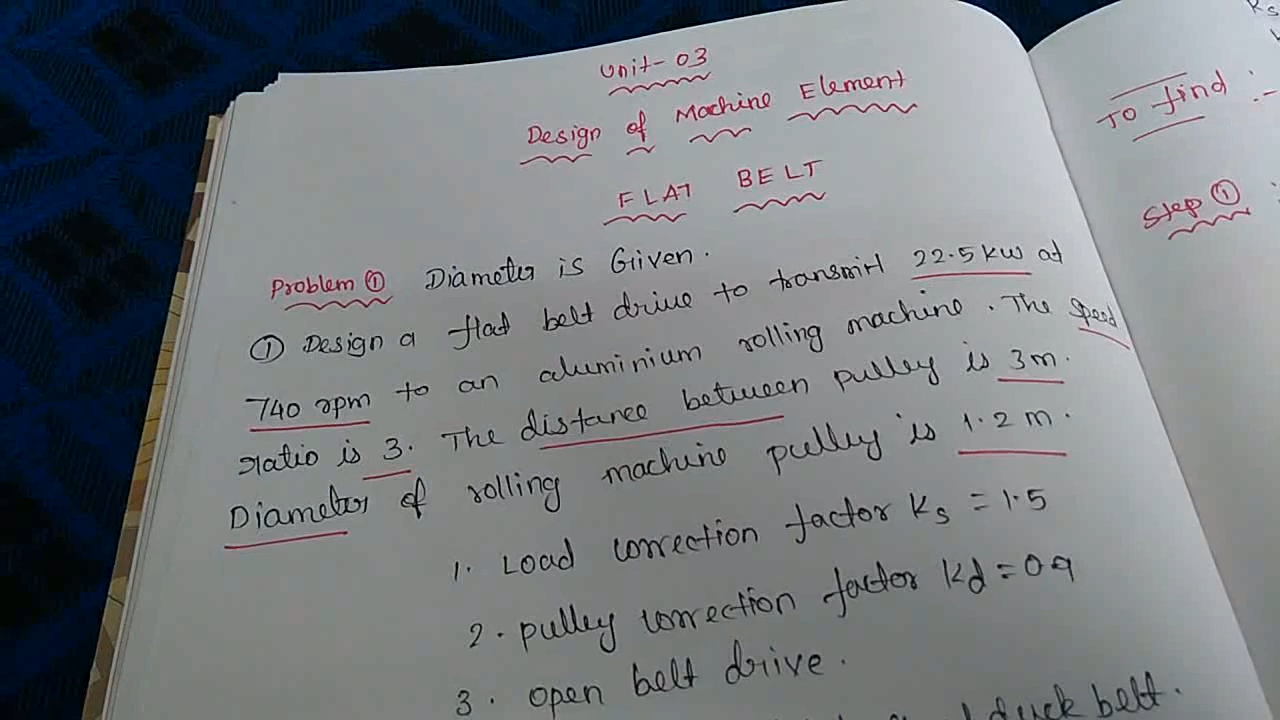 Unit-03
Design of Machine Element
FLAT BELT
Problem ① Diameter is Given.
① Design a flat belt drive to transmit 22.5kw at
740 rpm to an aluminium rolling machine. The speed
ratio is 3. The distance between pulley is 3m.
Diameter of rolling machine pulley is 1.2m.
1. Load correction factor Ks = 1.5
2. pulley correction factor Kd = 0.9
3. open belt drive.
duck belt.
To find :-
Step ①
Ks